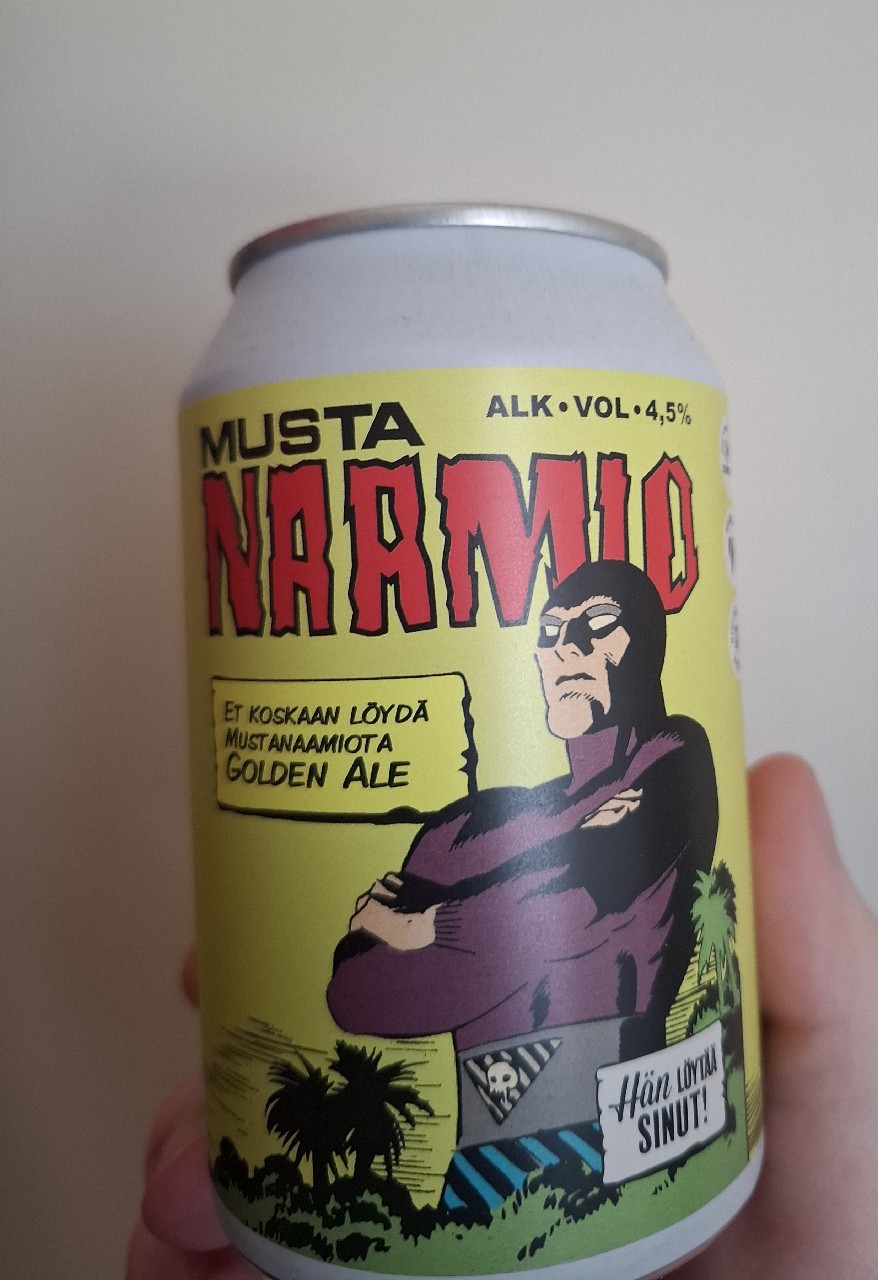 MUSTA
ALK•VOL•4,5%
NAAMIO
ET KOSKAAN LÖYDÄ
MUSTANAAMIOTA
GOLDEN ALE
Hän LÖYTÄÄ
SINUT!